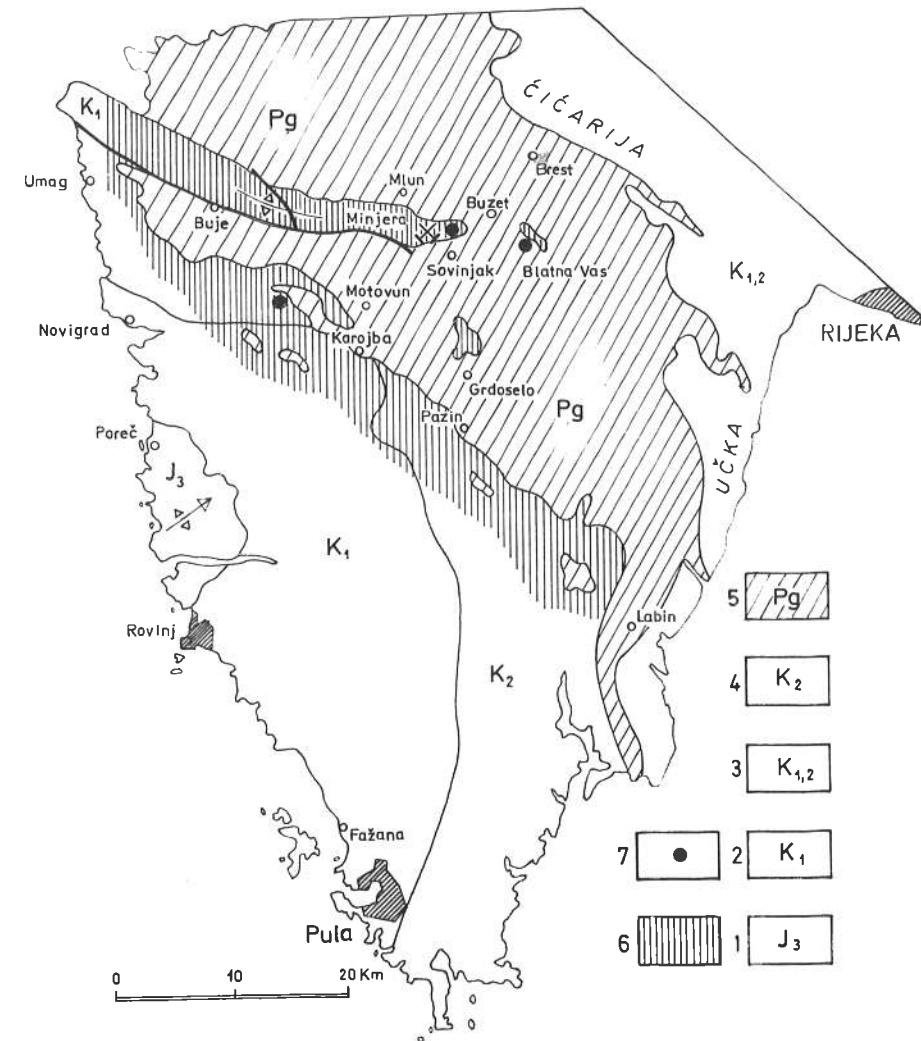 ĆIĆARIJA
K₁
Pg
Brest
Umag
Mlun
Buzet
Buje
Minjera
Sovinjak
Blatna Vas
K₁,₂
Motovun
Novigrad
RIJEKA
Karojba
Grdoselo
Pg
Pazin
Poreč
UČKA
J₃
K₁
5 Pg
Labin
Rovinj
K₂
4 K₂
3 K₁,₂
Fažana
7 2 K₁
Pula
6 1 J₃
0 10 20 Km